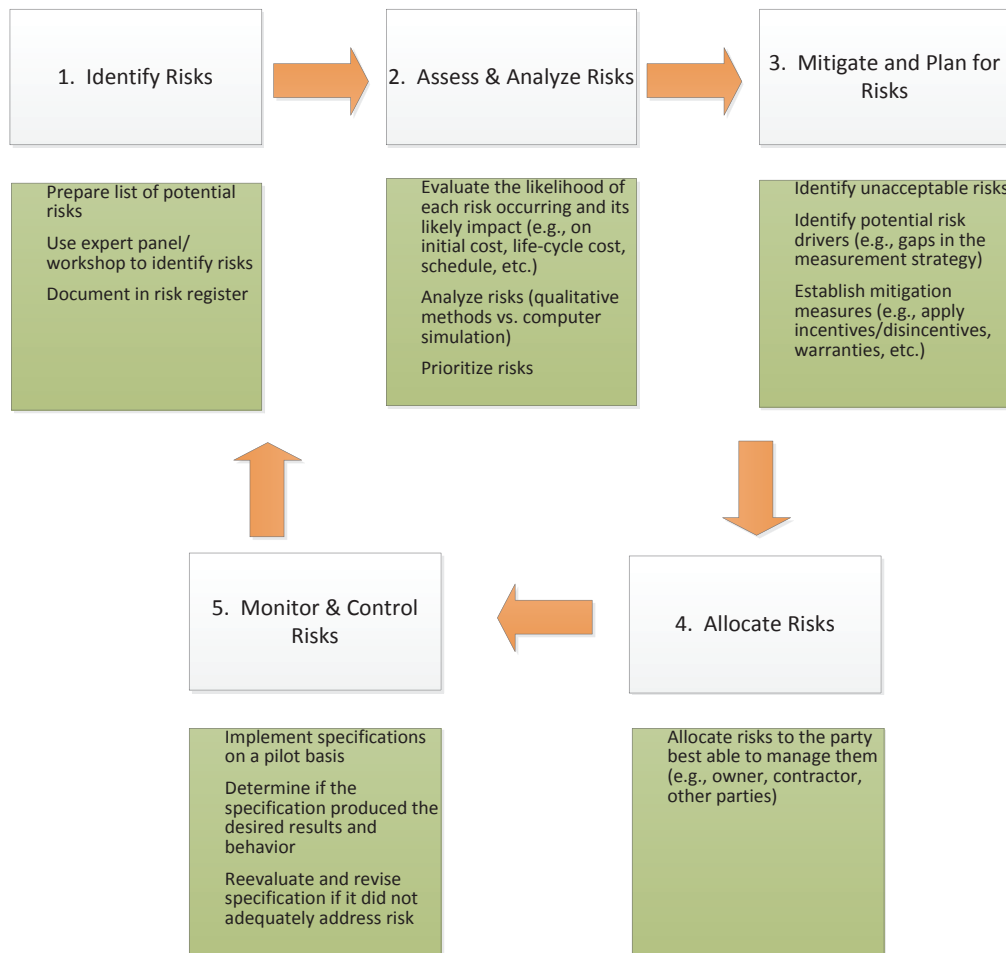 1. Identify Risks
2. Assess & Analyze Risks
3. Mitigate and Plan for
Risks
Prepare list of potential
risks
Use expert panel/
workshop to identify risks
Document in risk register
Evaluate the likelihood of
each risk occurring and its
likely impact (e.g., on
initial cost, life-cycle cost,
schedule, etc.)
Analyze risks (qualitative
methods vs. computer
simulation)
Prioritize risks
Identify unacceptable risks
Identify potential risk
drivers (e.g., gaps in the
measurement strategy)
Establish mitigation
measures (e.g., apply
incentives/disincentives,
warranties, etc.)
4. Allocate Risks
5. Monitor & Control
Risks
Allocate risks to the party
best able to manage them
(e.g., owner, contractor,
other parties)
Implement specifications
on a pilot basis
Determine if the
specification produced the
desired results and
behavior
Reevaluate and revise
specification if it did not
adequately address risk